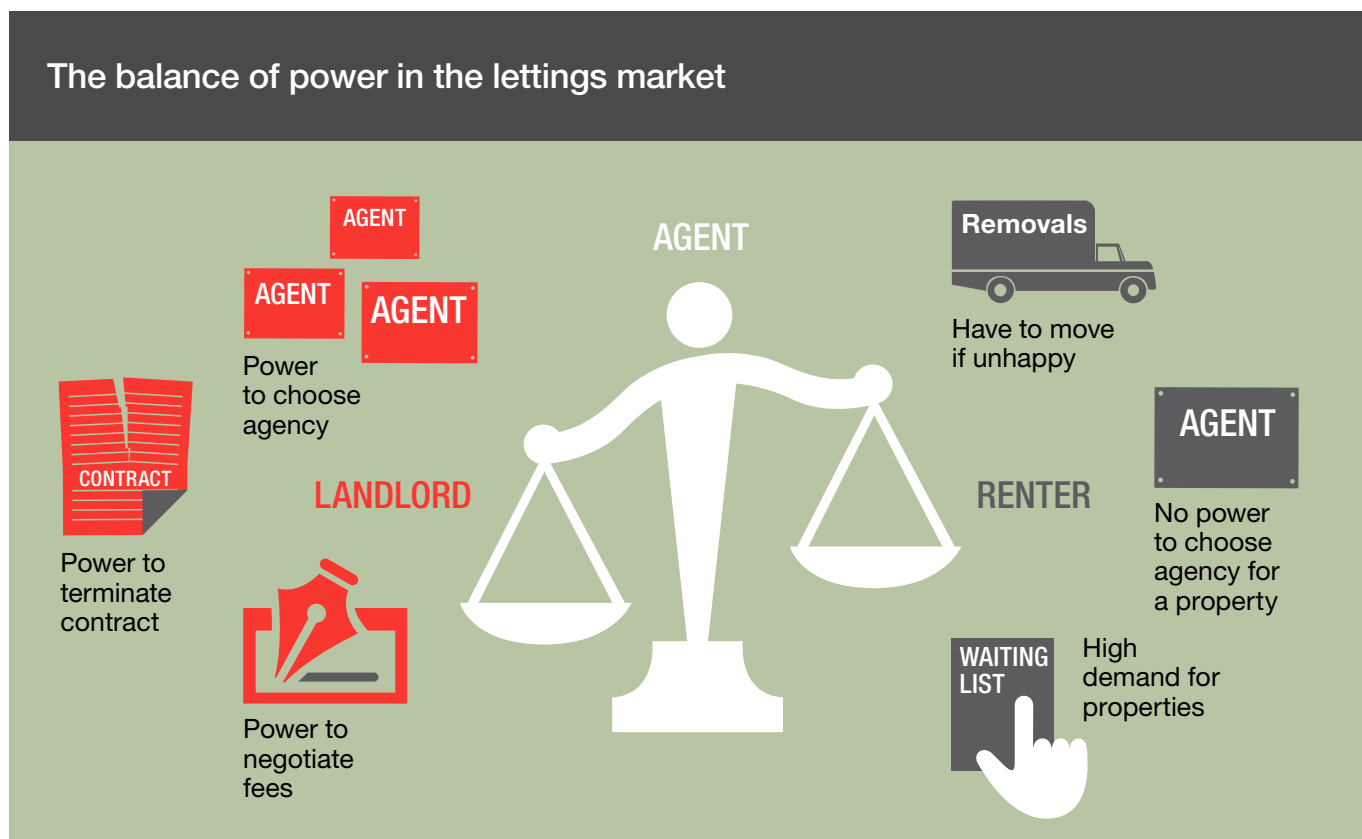 The balance of power in the lettings market
AGENT
AGENT
AGENT
Power
to choose
agency
CONTRACT
Power to
terminate
contract
LANDLORD
Power to
negotiate
fees
AGENT
Removals
Have to move
if unhappy
RENTER
AGENT
No power
to choose
agency for
a property
WAITING
LIST
High
demand for
properties